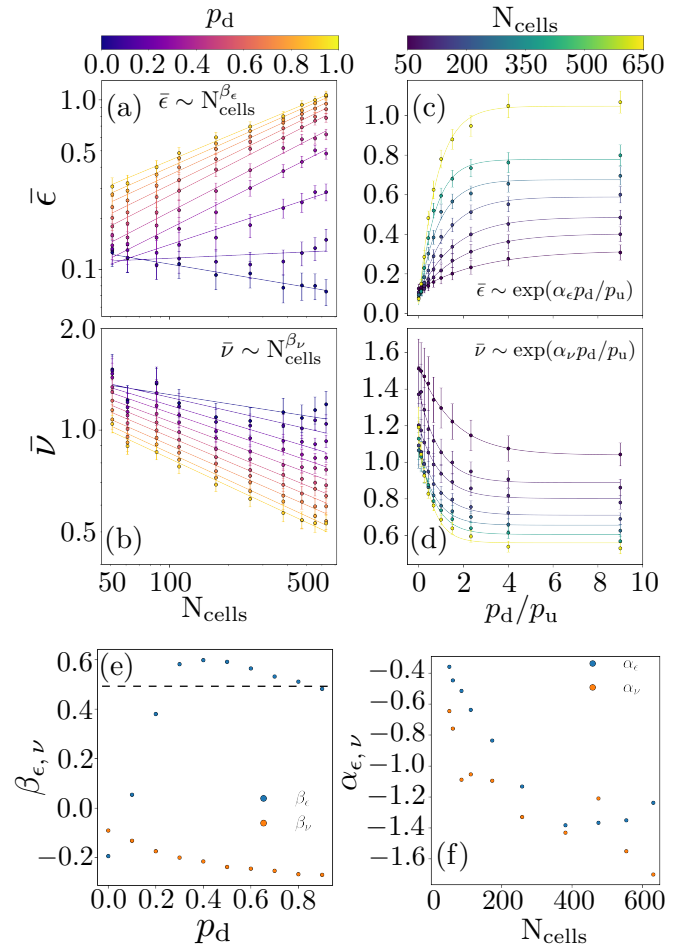 p_d
0.0 0.2 0.4 0.6 0.8 1.0
N_cells
50 200 350 500 650
(a)
ε̄ ∼ N_cells^{β_ϵ}
1.0
0.5
0.1
ε̄
(c)
1.0
0.8
0.6
0.4
0.2
0.0
ε̄ ∼ exp(α_ϵ p_d/p_u)
2.0
1.0
0.5
ν̄
ν̄ ∼ N_cells^{β_ν}
(b)
50 100 500
N_cells
1.6
1.4
1.2
1.0
0.8
0.6
ν̄ ∼ exp(α_ν p_d/p_u)
(d)
0 2 4 6 8 10
p_d/p_u
(e)
0.6
0.4
0.2
0.0
−0.2
β_{ϵ, ν}
β_ϵ
β_ν
0.0 0.2 0.4 0.6 0.8
p_d
−0.4
−0.6
−0.8
−1.0
−1.2
−1.4
−1.6
α_{ϵ, ν}
α_ϵ
α_ν
(f)
0 200 400 600
N_cells